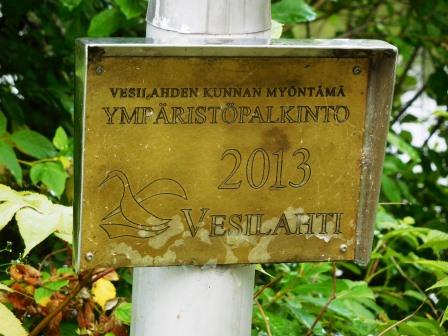 VESILAHDEN KUNNAN MYÖNTÄMÄ
YMPÄRISTÖPALKINTO
2013
VESILAHTI